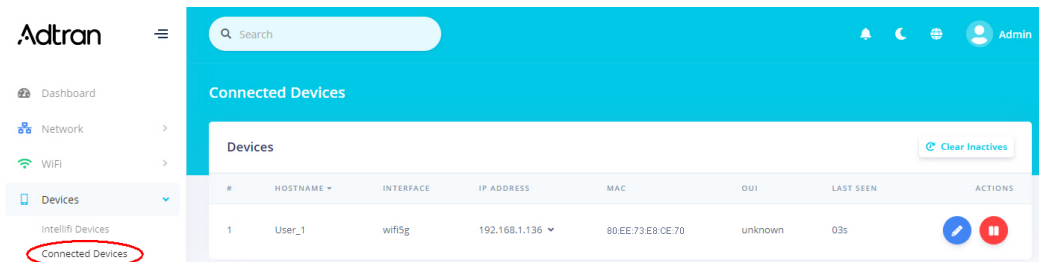 Adtran
Search
Admin
Dashboard
Network
WiFi
Devices
Intellifi Devices
Connected Devices
Connected Devices
Devices
Clear Inactives
# HOSTNAME INTERFACE IP ADDRESS MAC OUI LAST SEEN ACTIONS
1 User_1 wifi5g 192.168.1.136 80:EE:73:E8:CE:70 unknown 03s